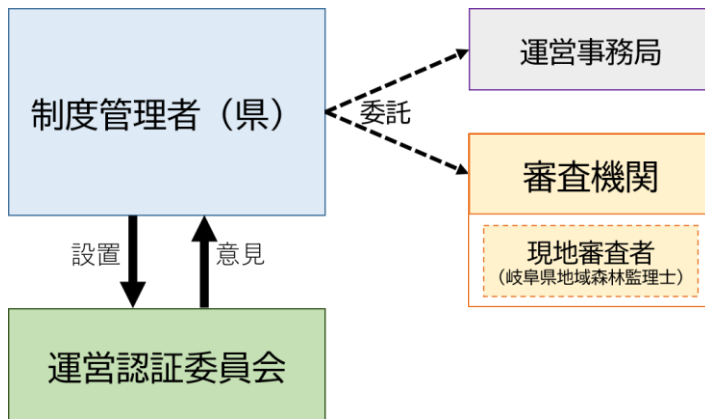 制度管理者（県）
委託
運営事務局
審査機関
現地審査者
（岐阜県地域森林監理士）
設置
意見
運営認証委員会